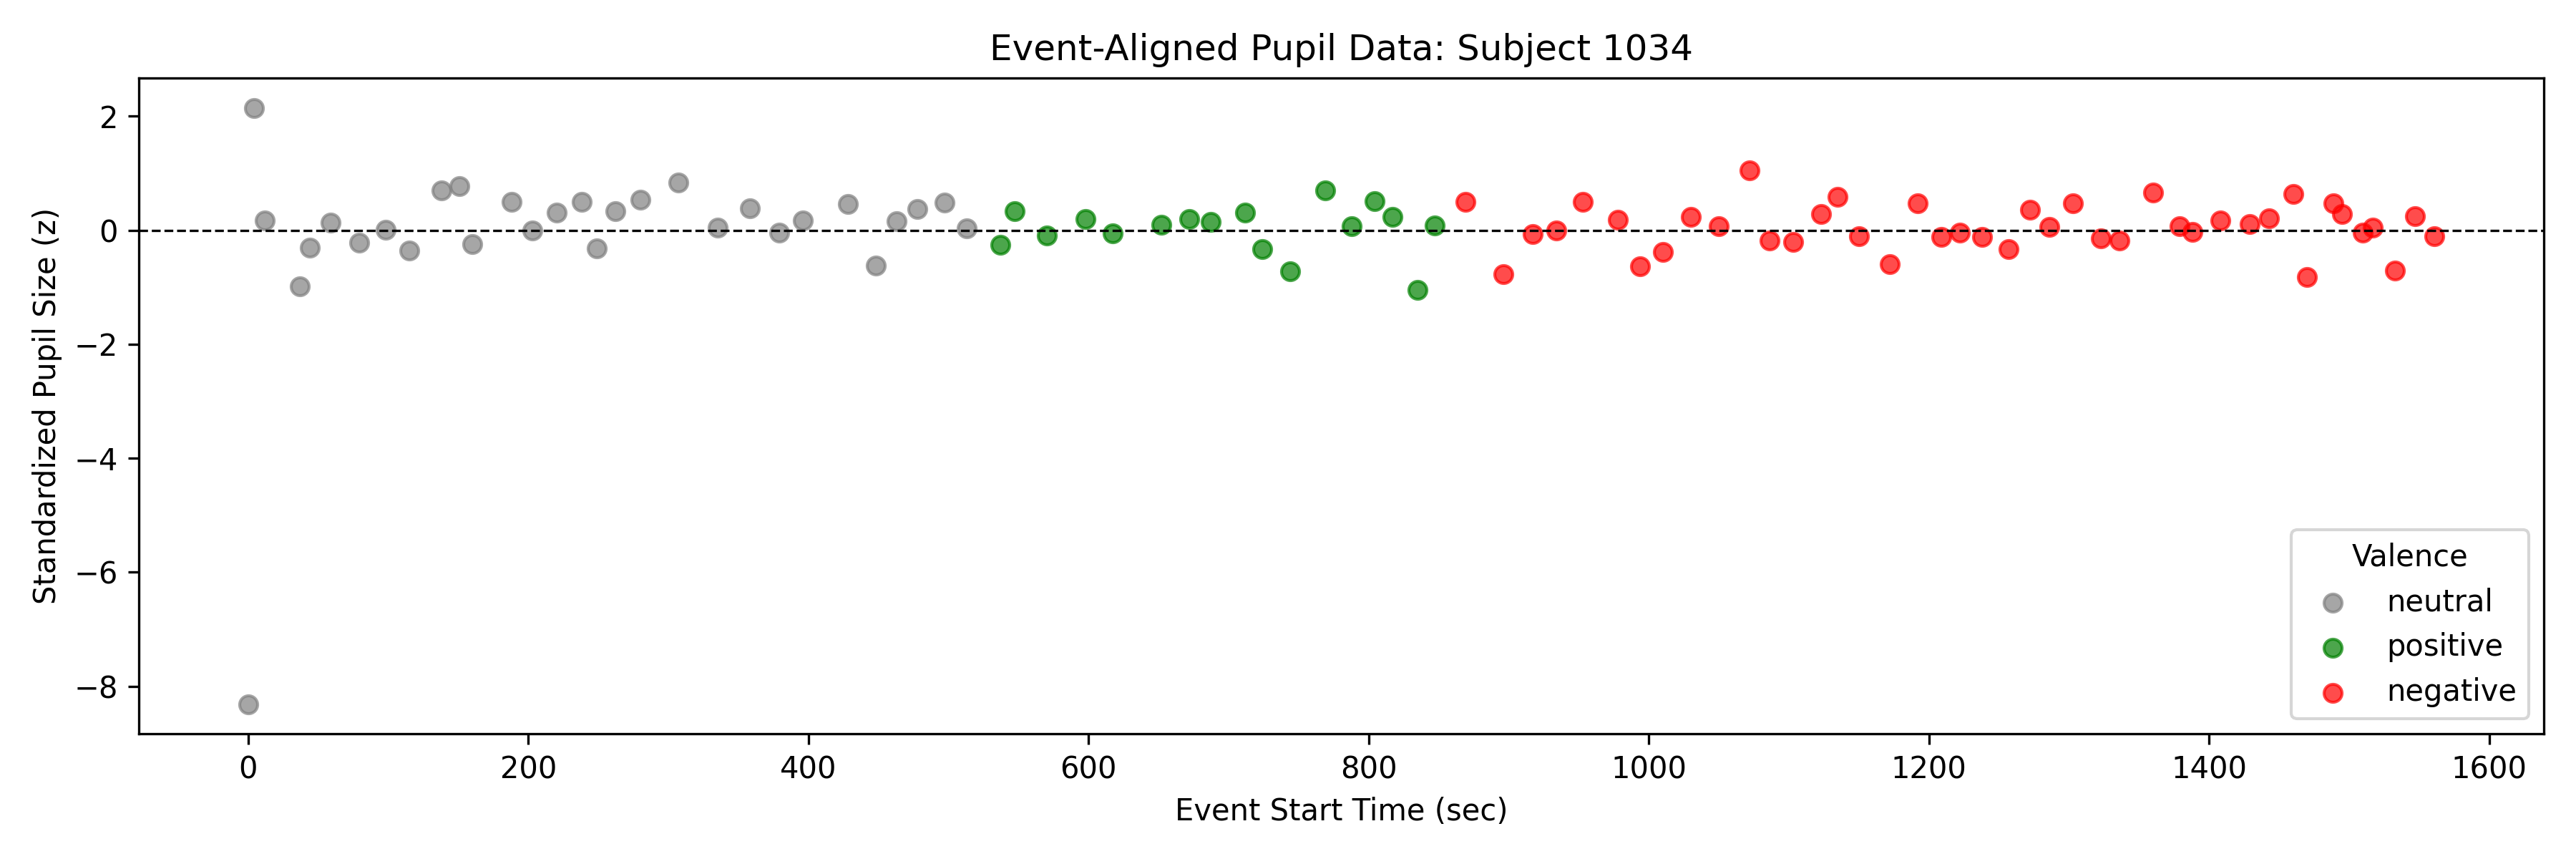 Event-Aligned Pupil Data: Subject 1034
Standardized Pupil Size (z)
2
0
−2
−4
−6
−8
Valence
neutral
positive
negative
0 200 400 600 800 1000 1200 1400 1600
Event Start Time (sec)